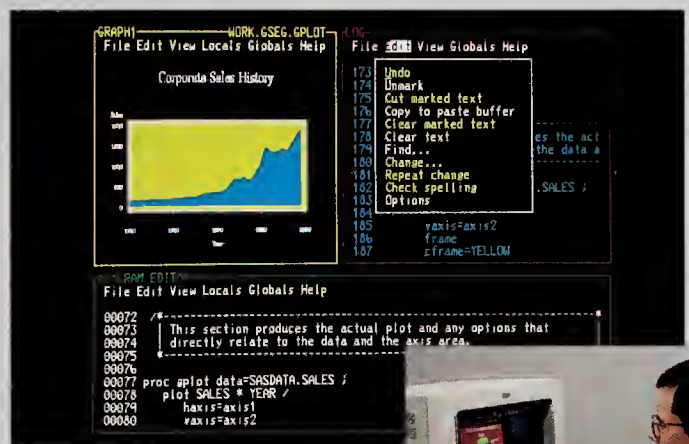 GRAPH1 WORK.GSEG.GPLOT
File Edit View Locals Globals Help
Corporate Sales History
Sales
Year
LOG
File Edit View Globals Help
173 Undo
174 Unmark
175 Cut marked text
176 Copy to paste buffer
177 Clear marked text
178 Clear text es the act
179 Find... the data a
180 Change...
181 Repeat change
182 Check spelling .SALES ;
183 Options
184
185 vaxis=axis2
186 frame
187 cframe=YELLOW
RAM EDIT
File Edit View Locals Globals Help
00072 /*-----------------------------------------------------------*
00073 | This section produces the actual plot and any options that
00074 | directly relate to the data and the axis area.
00075 *-----------------------------------------------------------
00076
00077 proc gplot data=SASDATA.SALES ;
00078 plot SALES * YEAR /
00079 haxis=axis1
00080 vaxis=axis2